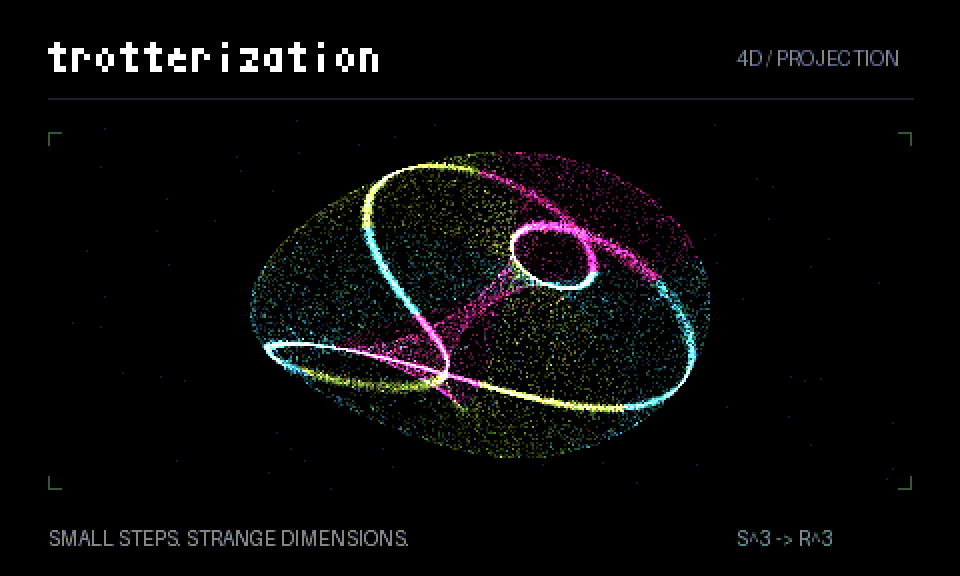 trotterization
4D / PROJECTION
SMALL STEPS. STRANGE DIMENSIONS.
S^3 -> R^3